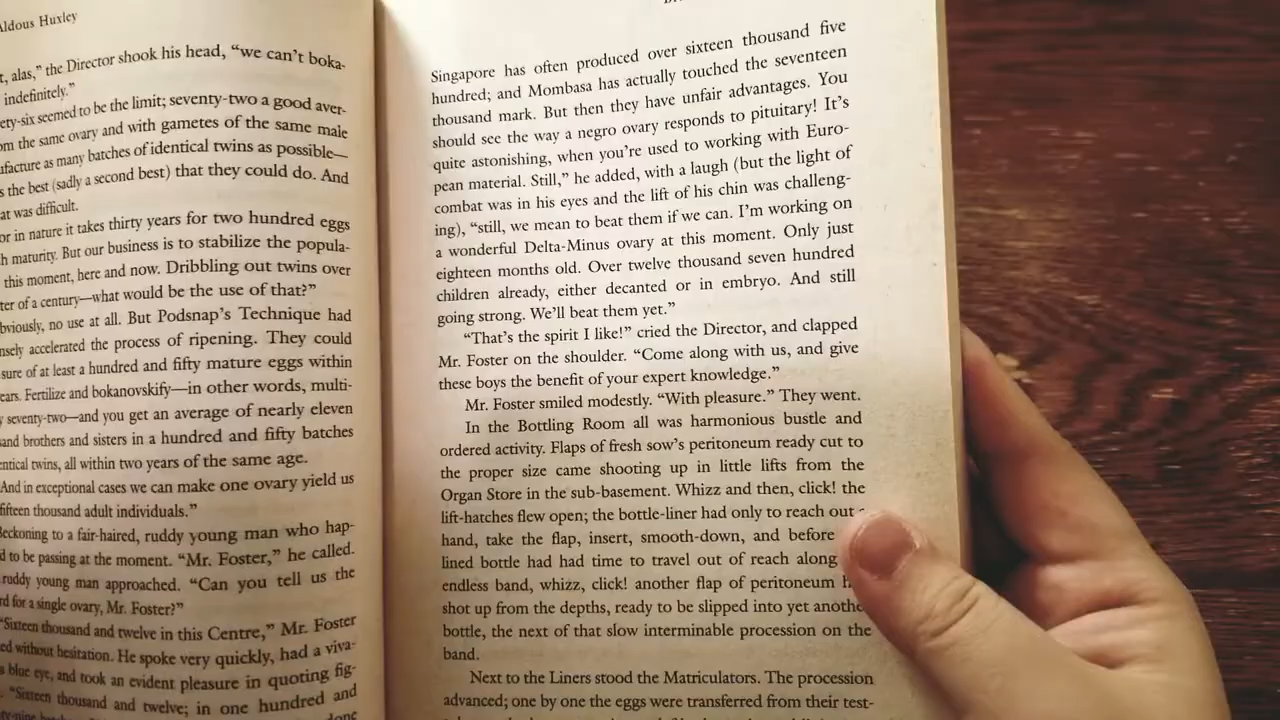 Aldous Huxley
alas," the Director shook his head, "we can't boka-
indefinitely."
seemed to be the limit; seventy-two a good aver-
the same ovary and with gametes of the same male
as many batches of identical twins as possible—
the best (sadly a second best) that they could do. And
at was difficult.
or in nature it takes thirty years for two hundred eggs
maturity. But our business is to stabilize the popula-
this moment, here and now. Dribbling out twins over
ter of a century—what would be the use of that?"
bviously, no use at all. But Podsnap's Technique had
nsely accelerated the process of ripening. They could
sure of at least a hundred and fifty mature eggs within
ears. Fertilize and bokanovskify—in other words, multi-
seventy-two—and you get an average of nearly eleven
sand brothers and sisters in a hundred and fifty batches
entical twins, all within two years of the same age.
And in exceptional cases we can make one ovary yield us
fifteen thousand adult individuals."
Beckoning to a fair-haired, ruddy young man who hap-
d to be passing at the moment. "Mr. Foster," he called.
ruddy young man approached. "Can you tell us the
rd for a single ovary, Mr. Foster?"
"Sixteen thousand and twelve in this Centre," Mr. Foster
ed without hesitation. He spoke very quickly, had a viva-
blue eye, and took an evident pleasure in quoting fig-
"Sixteen thousand and twelve; in one hundred and
Singapore has often produced over sixteen thousand five
hundred; and Mombasa has actually touched the seventeen
thousand mark. But then they have unfair advantages. You
should see the way a negro ovary responds to pituitary! It's
quite astonishing, when you're used to working with Euro-
pean material. Still," he added, with a laugh (but the light of
combat was in his eyes and the lift of his chin was challeng-
ing), "still, we mean to beat them if we can. I'm working on
a wonderful Delta-Minus ovary at this moment. Only just
eighteen months old. Over twelve thousand seven hundred
children already, either decanted or in embryo. And still
going strong. We'll beat them yet."
"That's the spirit I like!" cried the Director, and clapped
Mr. Foster on the shoulder. "Come along with us, and give
these boys the benefit of your expert knowledge."
Mr. Foster smiled modestly. "With pleasure." They went.
In the Bottling Room all was harmonious bustle and
ordered activity. Flaps of fresh sow's peritoneum ready cut to
the proper size came shooting up in little lifts from the
Organ Store in the sub-basement. Whizz and then, click! the
lift-hatches flew open; the bottle-liner had only to reach out
hand, take the flap, insert, smooth-down, and before
lined bottle had had time to travel out of reach along
endless band, whizz, click! another flap of peritoneum
shot up from the depths, ready to be slipped into yet anothe
bottle, the next of that slow interminable procession on the
band.
Next to the Liners stood the Matriculators. The procession
advanced; one by one the eggs were transferred from their test-